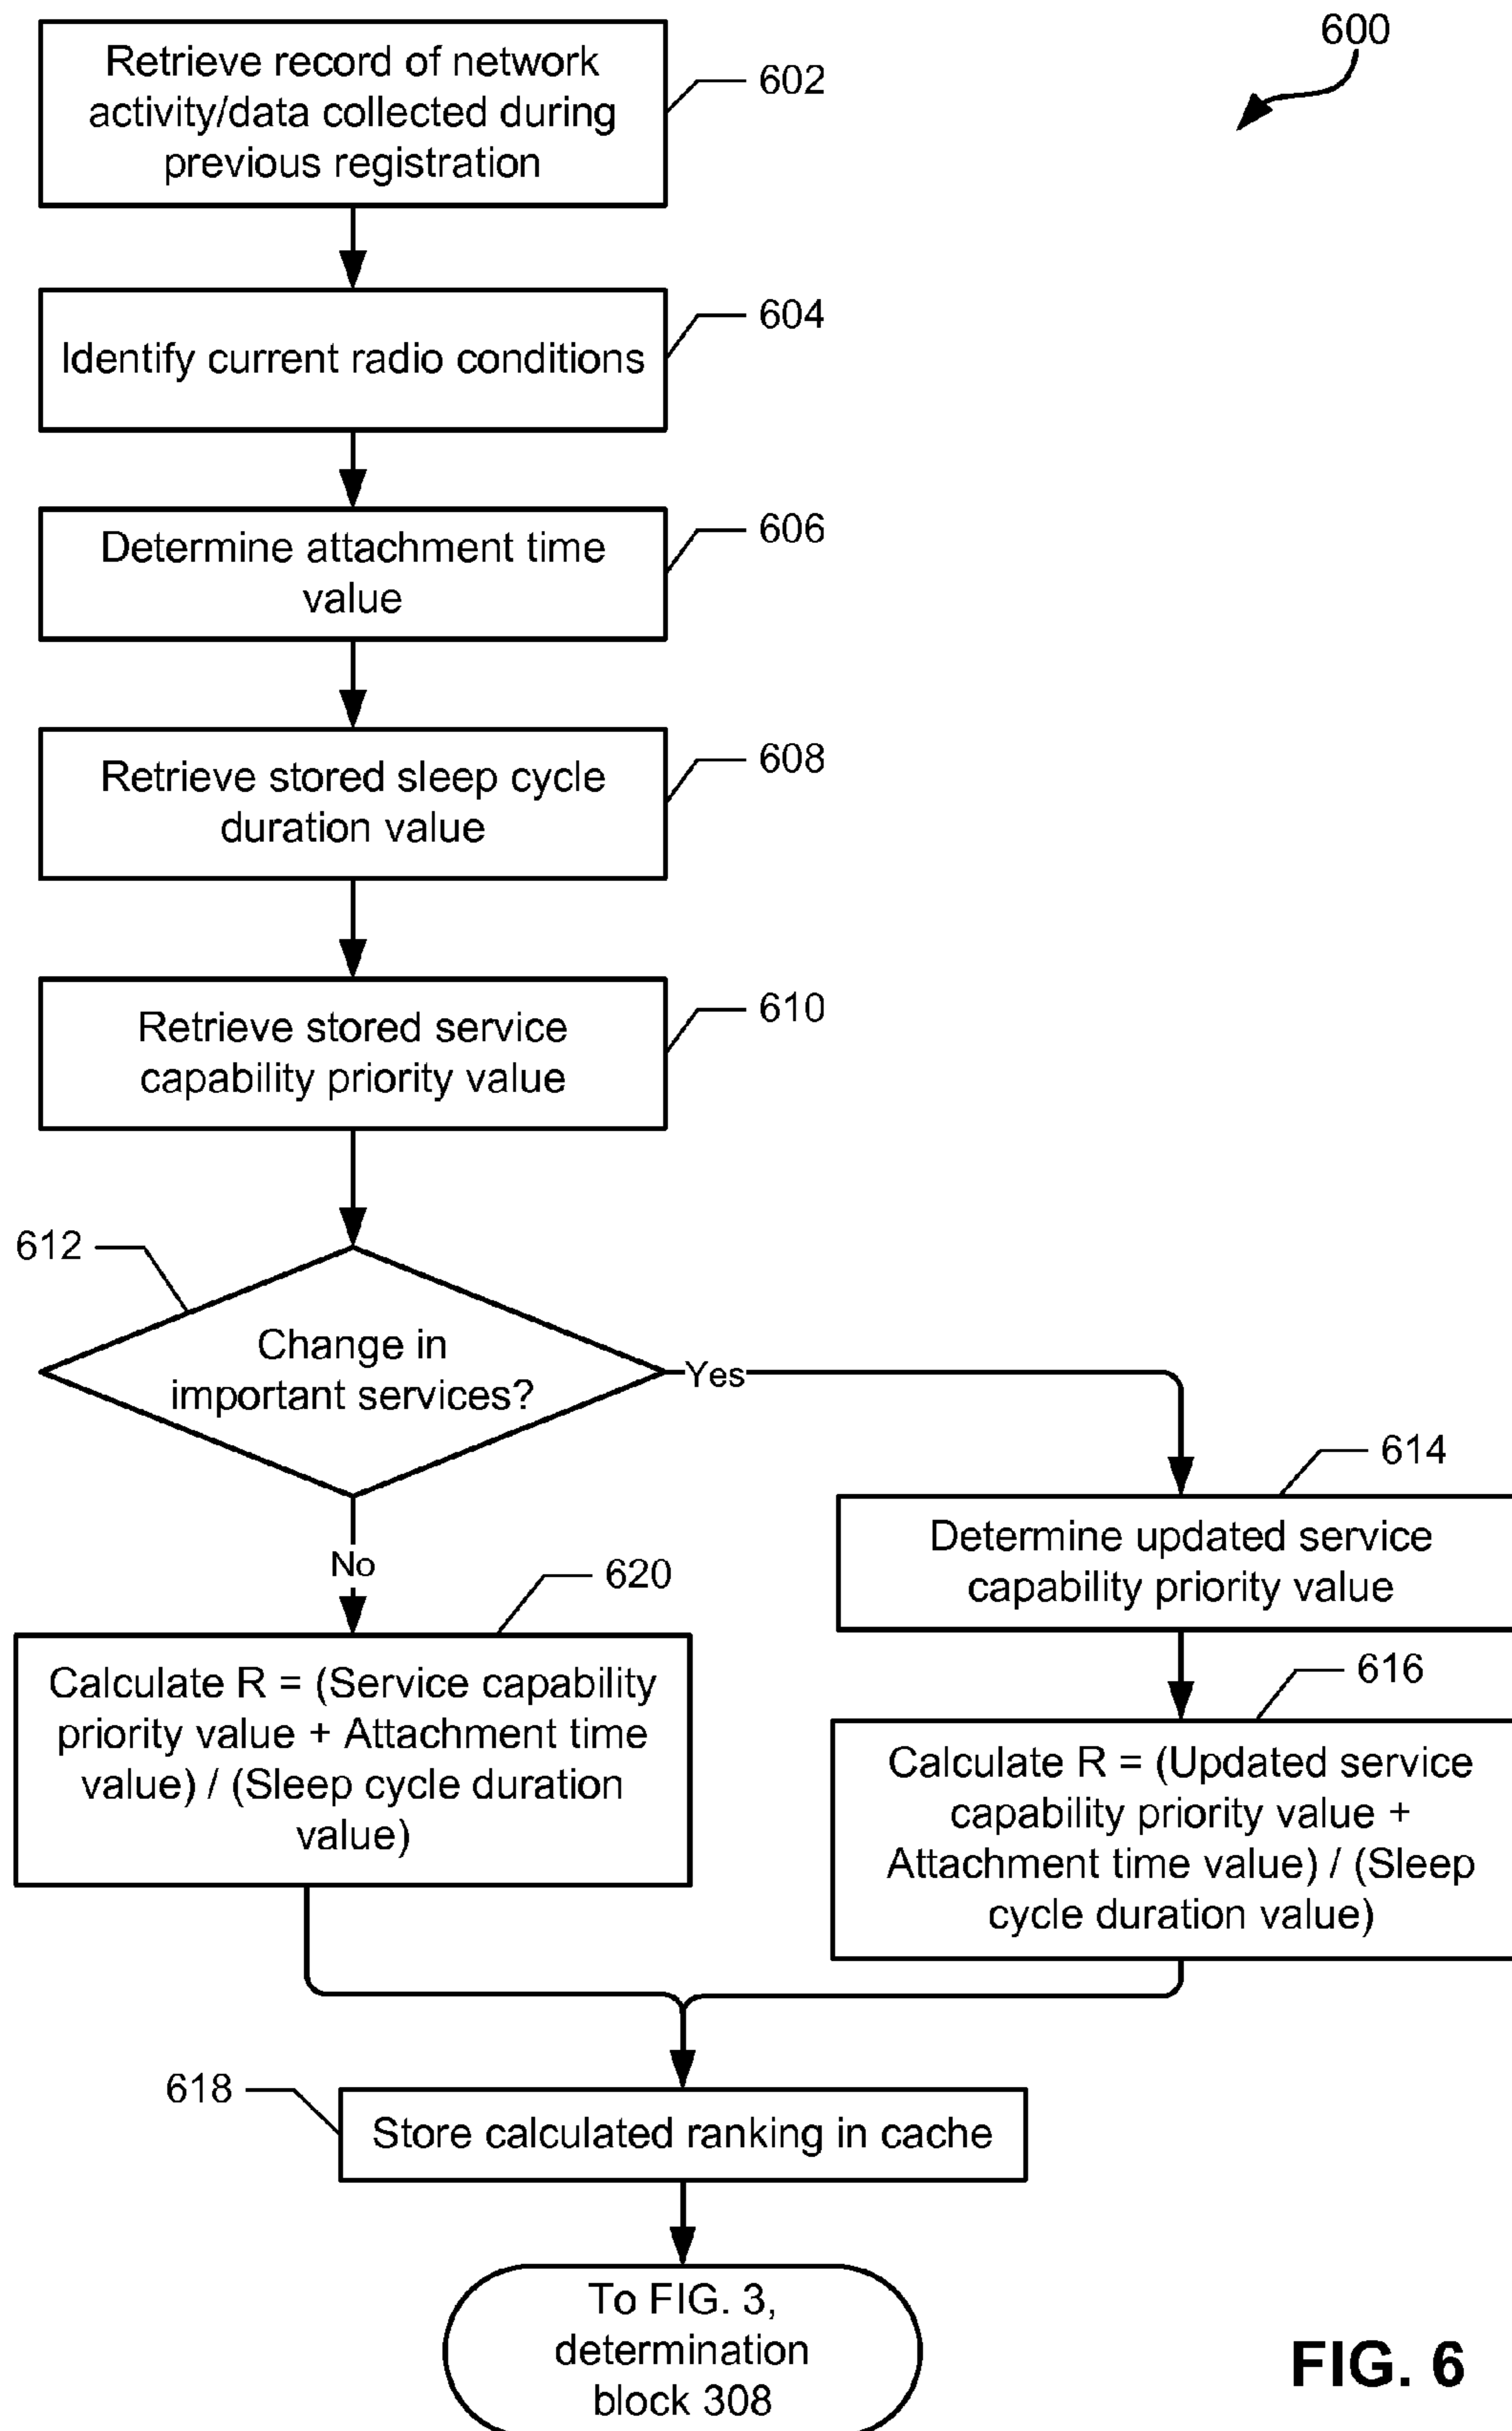 600
Retrieve record of network
activity/data collected during
previous registration
602
Identify current radio conditions
604
Determine attachment time
value
606
Retrieve stored sleep cycle
duration value
608
Retrieve stored service
capability priority value
610
612
Change in
important services?
Yes
No
614
Determine updated service
capability priority value
620
Calculate R = (Service capability
priority value + Attachment time
value) / (Sleep cycle duration
value)
616
Calculate R = (Updated service
capability priority value +
Attachment time value) / (Sleep
cycle duration value)
618
Store calculated ranking in cache
To FIG. 3,
determination
block 308
FIG. 6